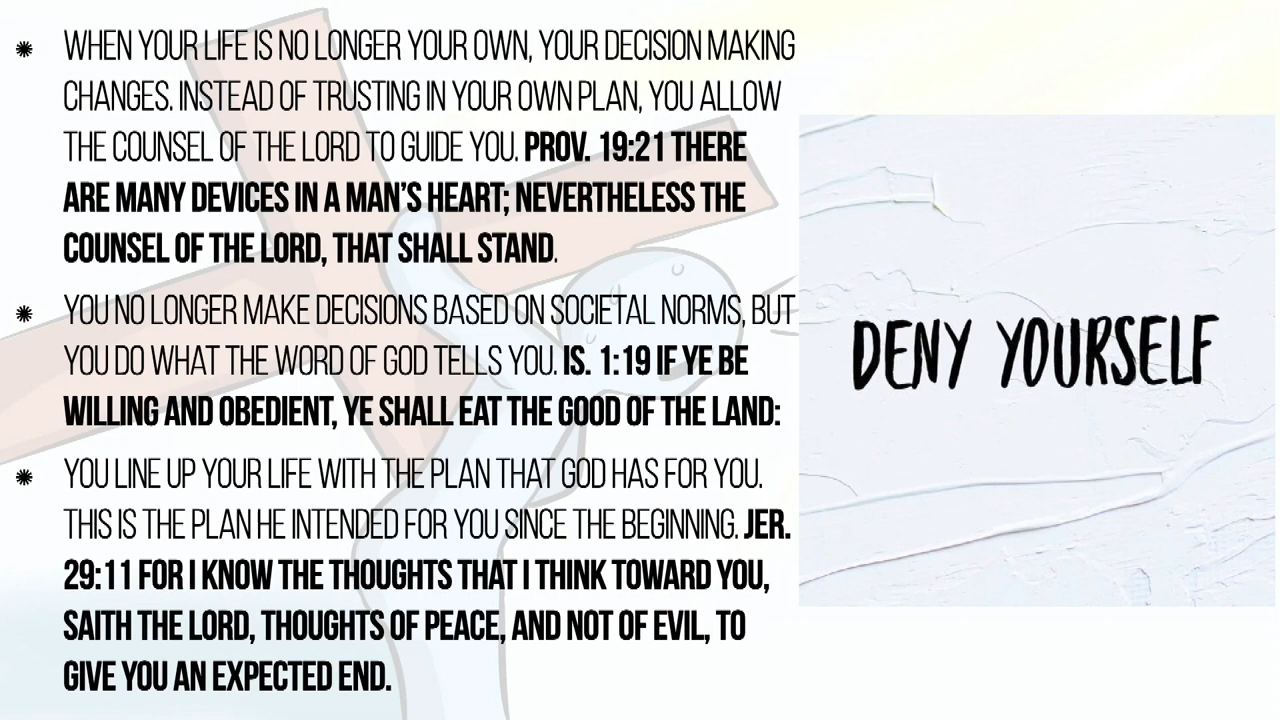 WHEN YOUR LIFE IS NO LONGER YOUR OWN, YOUR DECISION MAKING
CHANGES. INSTEAD OF TRUSTING IN YOUR OWN PLAN, YOU ALLOW
THE COUNSEL OF THE LORD TO GUIDE YOU. PROV. 19:21 THERE
ARE MANY DEVICES IN A MAN’S HEART; NEVERTHELESS THE
COUNSEL OF THE LORD, THAT SHALL STAND.
YOU NO LONGER MAKE DECISIONS BASED ON SOCIETAL NORMS, BUT
YOU DO WHAT THE WORD OF GOD TELLS YOU. IS. 1:19 IF YE BE
WILLING AND OBEDIENT, YE SHALL EAT THE GOOD OF THE LAND:
YOU LINE UP YOUR LIFE WITH THE PLAN THAT GOD HAS FOR YOU.
THIS IS THE PLAN HE INTENDED FOR YOU SINCE THE BEGINNING. JER.
29:11 FOR I KNOW THE THOUGHTS THAT I THINK TOWARD YOU,
SAITH THE LORD, THOUGHTS OF PEACE, AND NOT OF EVIL, TO
GIVE YOU AN EXPECTED END.
DENY YOURSELF